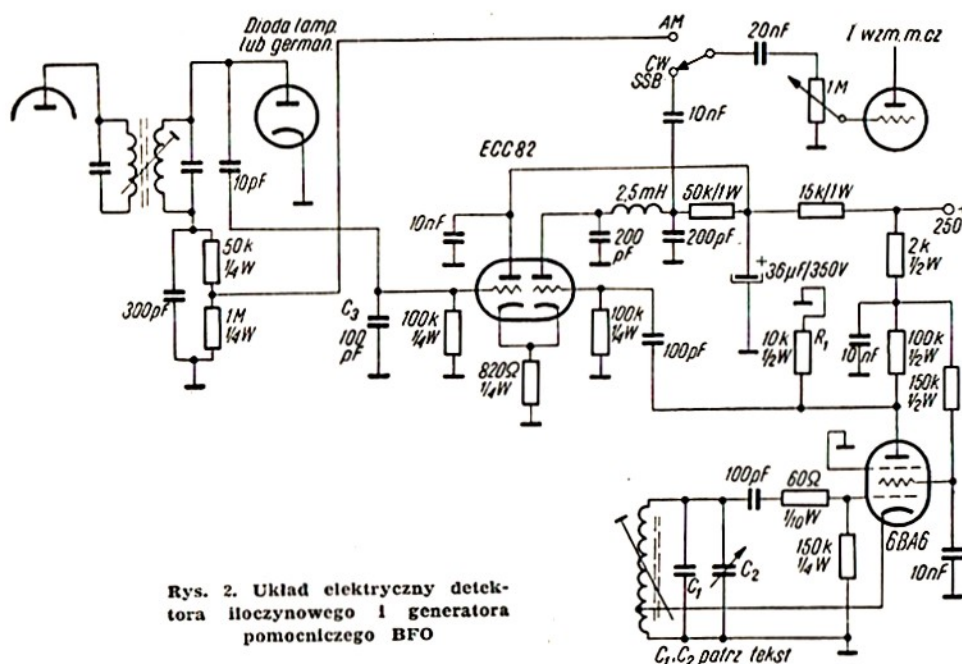 Dioda lamp.
lub german.
AM
20nF
I wzm.m.cz
CW
SSB
1M
10nF
10pF
ECC 82
2,5mH
50k/1W
15k/1W
+
250
10nF
200
pF
200pF
2k
½W
50k
¼W
300pF
1M
¼W
+
36µF/350V
C3
100
pF
100k
¼W
100k
¼W
100pF
10k
½W
R1
10nF
100k
½W
150k
½W
820Ω
¼W
100pF
60Ω
1/10W
6BA6
C1
C2
150k
¼W
10nF
C1, C2 patrz tekst
Rys. 2. Układ elektryczny detek-
tora iloczynowego i generatora
pomocniczego BFO